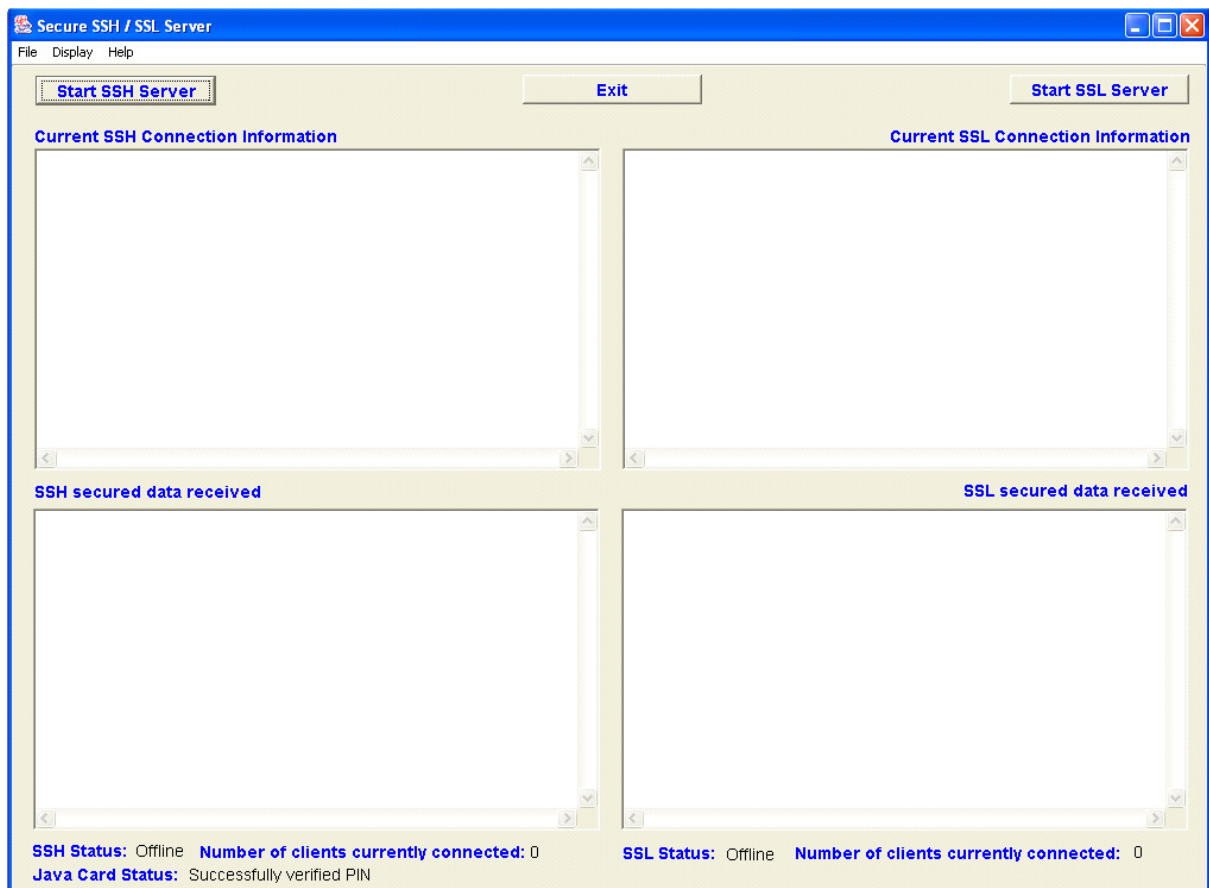 Secure SSH / SSL Server
File Display Help
Start SSH Server Exit Start SSL Server
Current SSH Connection Information Current SSL Connection Information
SSH secured data received SSL secured data received
SSH Status: Offline Number of clients currently connected: 0 SSL Status: Offline Number of clients currently connected: 0
Java Card Status: Successfully verified PIN